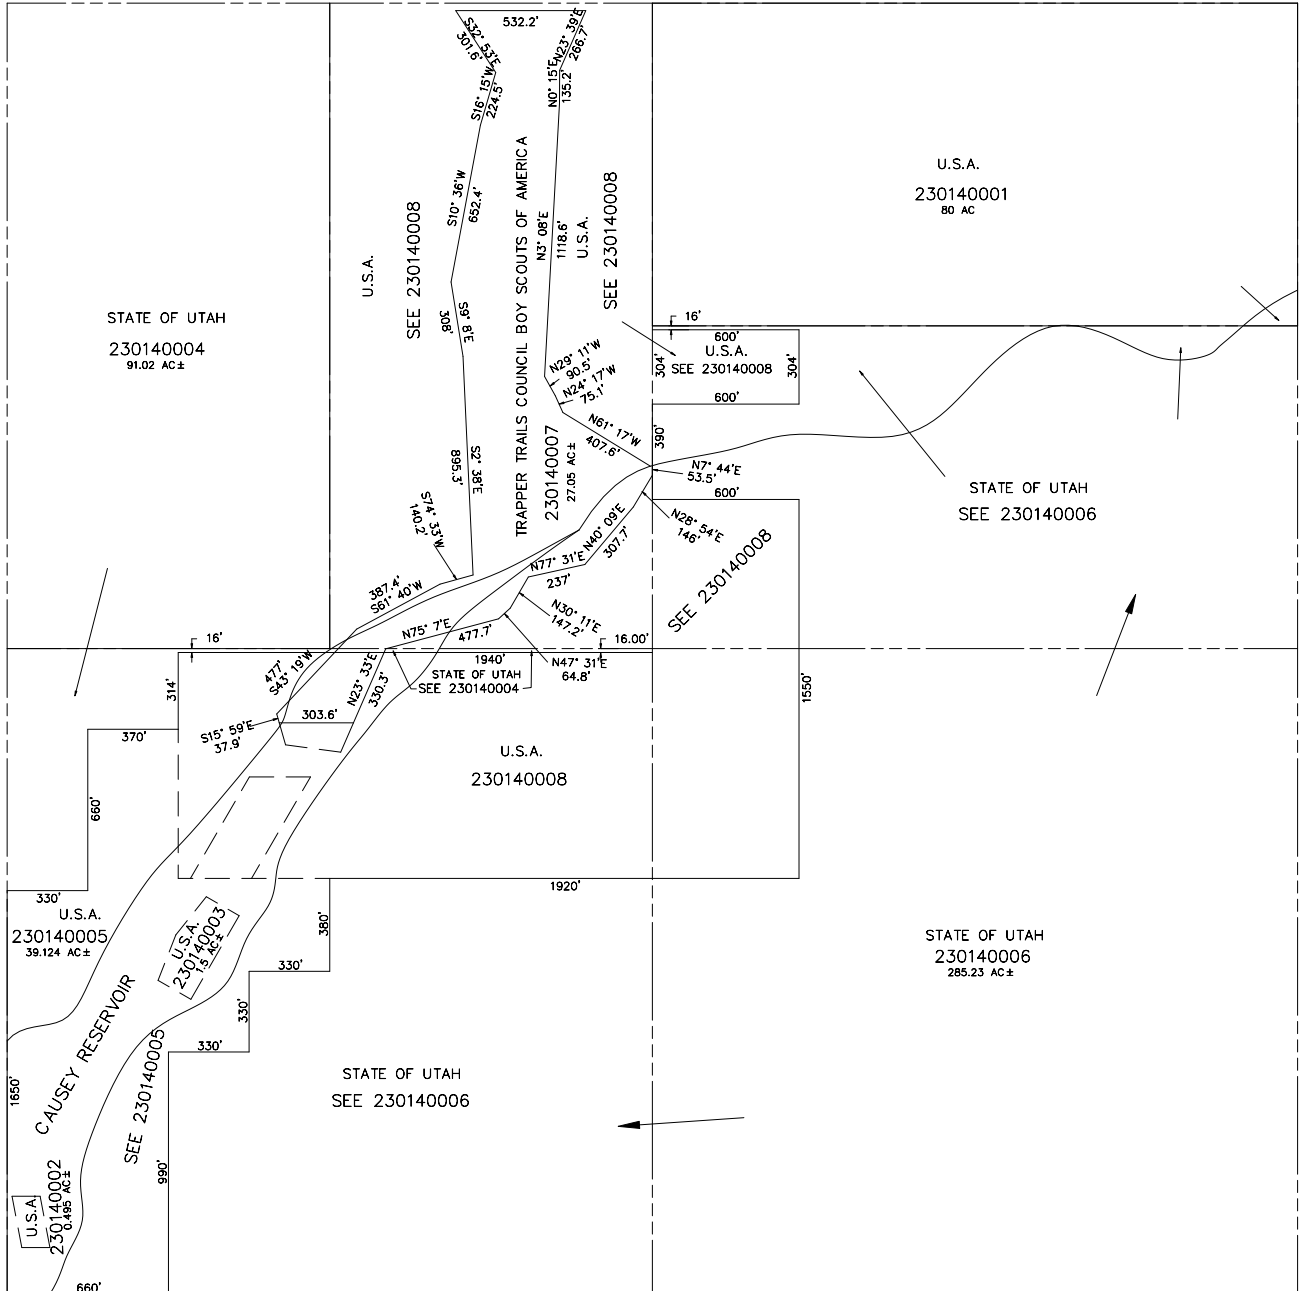 532.2'
S32° 53'E
301.6'
N23° 39'E
266.7'
S16° 15'W
224.5'
N0° 15'E
135.2'
S10° 36'W
652.4'
TRAPPER TRAILS COUNCIL BOY SCOUTS OF AMERICA
230140007
27.05 AC±
N3° 08'E
1118.6'
U.S.A.
SEE 230140008
U.S.A.
SEE 230140008
U.S.A.
230140001
80 AC
STATE OF UTAH
230140004
91.02 AC±
S9° 8'E
308'
16'
600'
U.S.A.
SEE 230140008
304'
304'
600'
N29° 11'W
90.5'
N24° 17'W
75.1'
N61° 17'W
407.6'
390'
S2° 38'E
895.3'
N7° 44'E
53.5'
600'
STATE OF UTAH
SEE 230140006
S74° 33'W
140.2'
N28° 54'E
146'
N40° 09'E
307.7'
SEE 230140008
N77° 31'E
237'
387.4'
S61° 40'W
N30° 11'E
147.2'
N75° 7'E
477.7'
16'
16.00'
N47° 31'E
64.8'
1940'
STATE OF UTAH
SEE 230140004
477'
S43° 19'W
N23° 33'E
330.3'
314'
1550'
303.6'
S15° 59'E
37.9'
370'
U.S.A.
230140008
660'
330'
1920'
U.S.A.
230140005
39.124 AC±
U.S.A.
230140003
1.5 AC±
380'
330'
STATE OF UTAH
230140006
285.23 AC±
330'
330'
CAUSEY RESERVOIR
SEE 230140005
STATE OF UTAH
SEE 230140006
1650'
990'
U.S.A.
230140002
0.495 AC±
660'